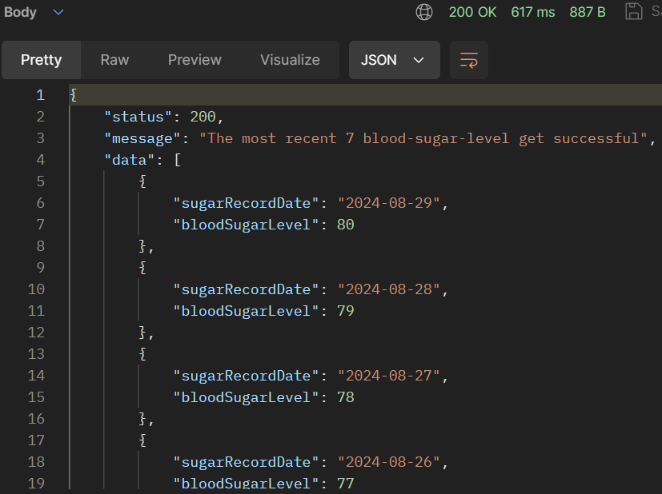 Body 200 OK 617 ms 887 B
Pretty Raw Preview Visualize JSON
1 {
2 "status": 200,
3 "message": "The most recent 7 blood-sugar-level get successful",
4 "data": [
5 {
6 "sugarRecordDate": "2024-08-29",
7 "bloodSugarLevel": 80
8 },
9 {
10 "sugarRecordDate": "2024-08-28",
11 "bloodSugarLevel": 79
12 },
13 {
14 "sugarRecordDate": "2024-08-27",
15 "bloodSugarLevel": 78
16 },
17 {
18 "sugarRecordDate": "2024-08-26",
19 "bloodSugarLevel": 77